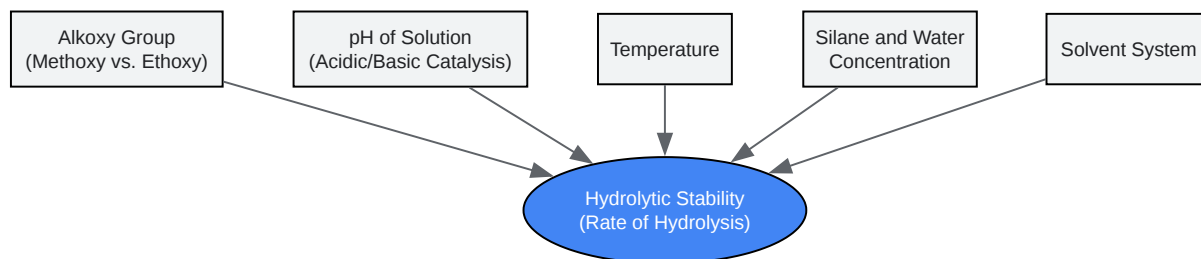 Alkoxy Group
(Methoxy vs. Ethoxy)
pH of Solution
(Acidic/Basic Catalysis)
Temperature
Silane and Water
Concentration
Solvent System
Hydrolytic Stability
(Rate of Hydrolysis)